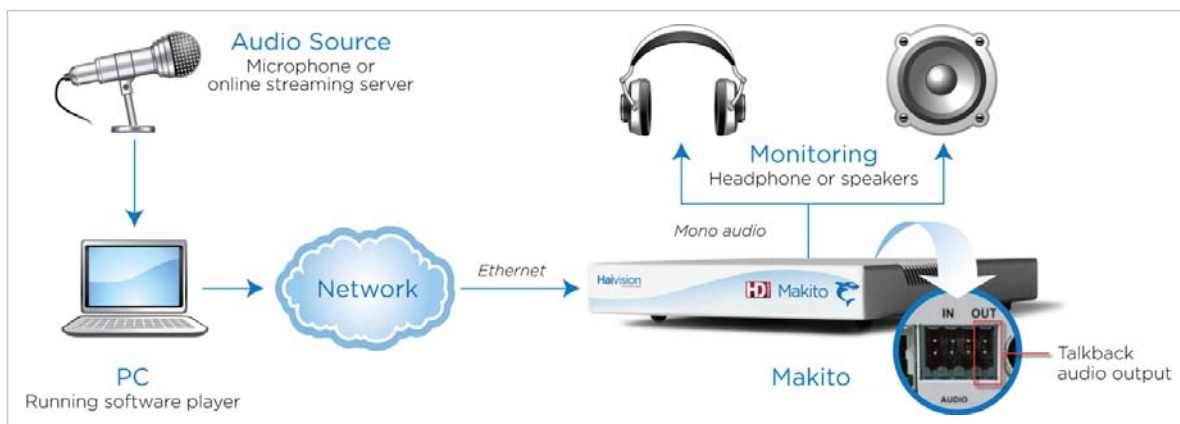 Audio Source
Microphone or
online streaming server
Monitoring
Headphone or speakers
Mono audio
Network
Ethernet
Haivision
HD Makito
IN OUT
AUDIO
Talkback
audio output
PC
Running software player
Makito